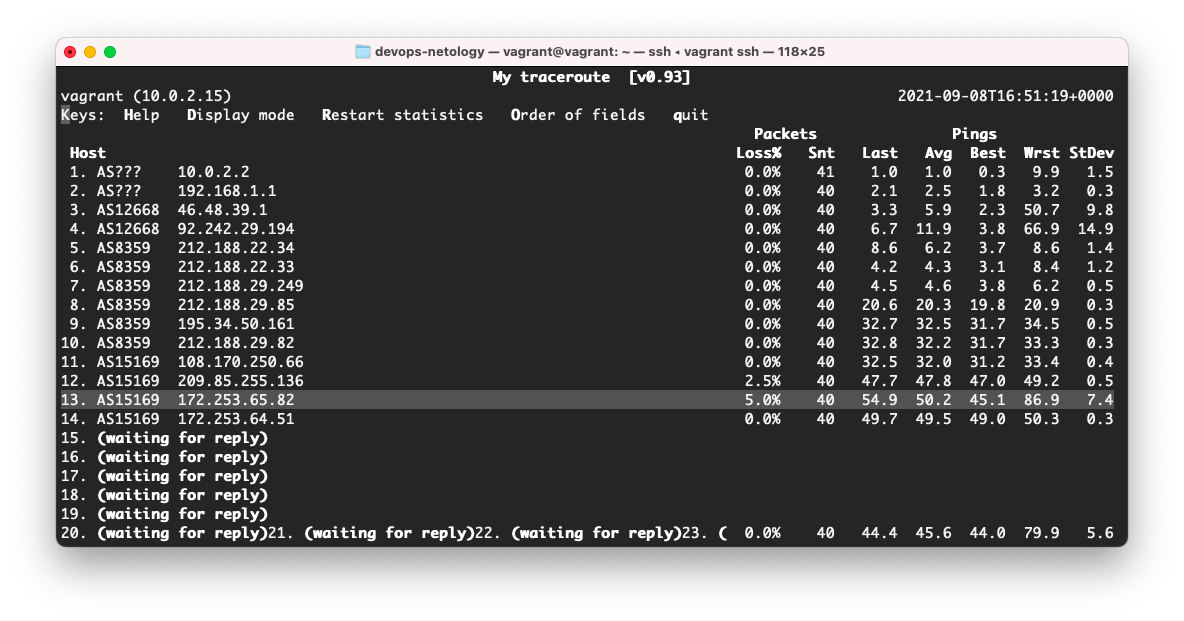 devops-netology — vagrant@vagrant: ~ — ssh ◂ vagrant ssh — 118×25
My traceroute  [v0.93]
vagrant (10.0.2.15) 2021-09-08T16:51:19+0000
Keys:  Help   Display mode   Restart statistics   Order of fields   quit
Packets Pings
Host Loss% Snt Last Avg Best Wrst StDev
1. AS??? 10.0.2.2 0.0% 41 1.0 1.0 0.3 9.9 1.5
2. AS??? 192.168.1.1 0.0% 40 2.1 2.5 1.8 3.2 0.3
3. AS12668 46.48.39.1 0.0% 40 3.3 5.9 2.3 50.7 9.8
4. AS12668 92.242.29.194 0.0% 40 6.7 11.9 3.8 66.9 14.9
5. AS8359 212.188.22.34 0.0% 40 8.6 6.2 3.7 8.6 1.4
6. AS8359 212.188.22.33 0.0% 40 4.2 4.3 3.1 8.4 1.2
7. AS8359 212.188.29.249 0.0% 40 4.5 4.6 3.8 6.2 0.5
8. AS8359 212.188.29.85 0.0% 40 20.6 20.3 19.8 20.9 0.3
9. AS8359 195.34.50.161 0.0% 40 32.7 32.5 31.7 34.5 0.5
10. AS8359 212.188.29.82 0.0% 40 32.8 32.2 31.7 33.3 0.3
11. AS15169 108.170.250.66 0.0% 40 32.5 32.0 31.2 33.4 0.4
12. AS15169 209.85.255.136 2.5% 40 47.7 47.8 47.0 49.2 0.5
13. AS15169 172.253.65.82 5.0% 40 54.9 50.2 45.1 86.9 7.4
14. AS15169 172.253.64.51 0.0% 40 49.7 49.5 49.0 50.3 0.3
15. (waiting for reply)
16. (waiting for reply)
17. (waiting for reply)
18. (waiting for reply)
19. (waiting for reply)
20. (waiting for reply)21. (waiting for reply)22. (waiting for reply)23. ( 0.0% 40 44.4 45.6 44.0 79.9 5.6